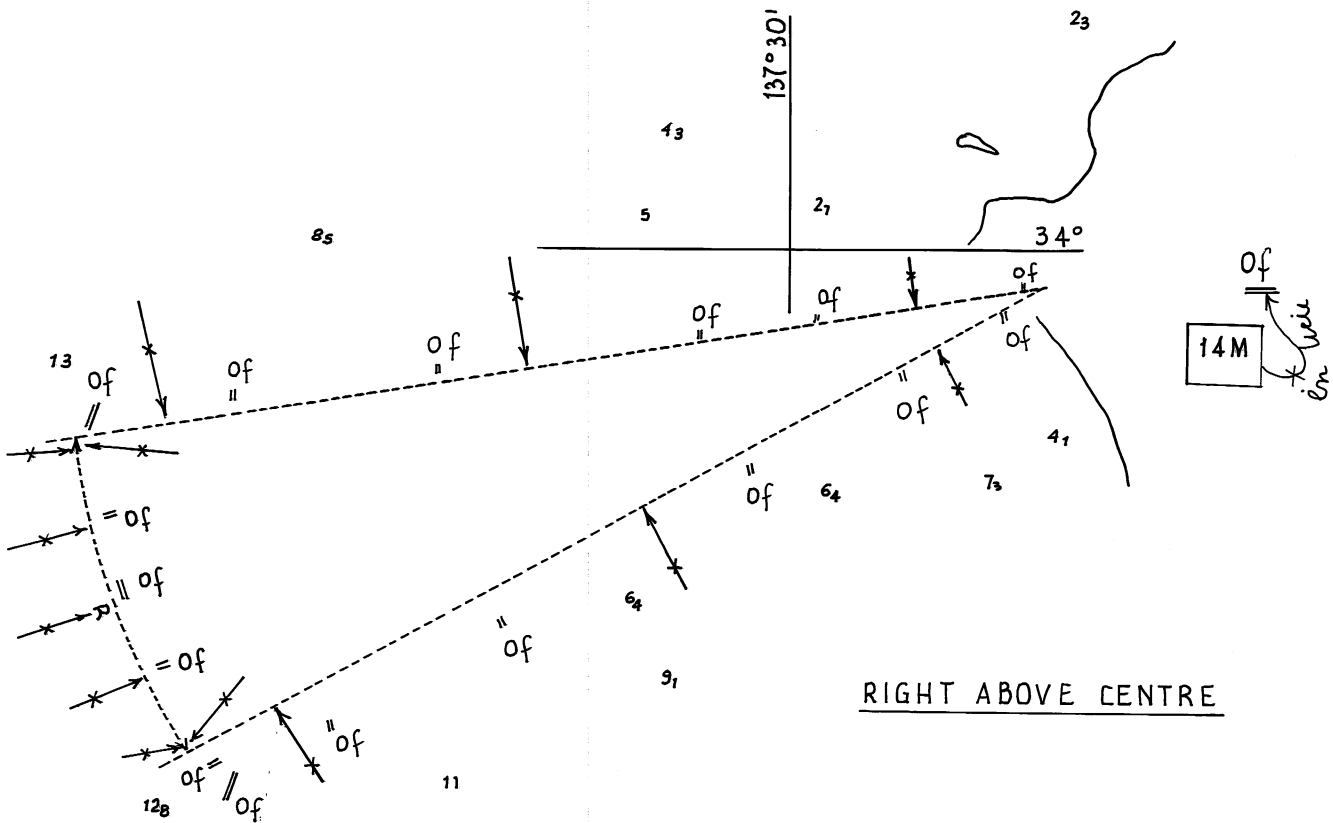 137°30'
2₃
4₃
5
2₇
8₅
34°
Of
Of
Of
Of
Of
Of
13
Of
14M
in
Of
Of
4₁
Of
6₄
7₃
Of
Of
R
6₄
Of
Of
9₁
RIGHT ABOVE CENTRE
Of
Of
Of
12₈
11